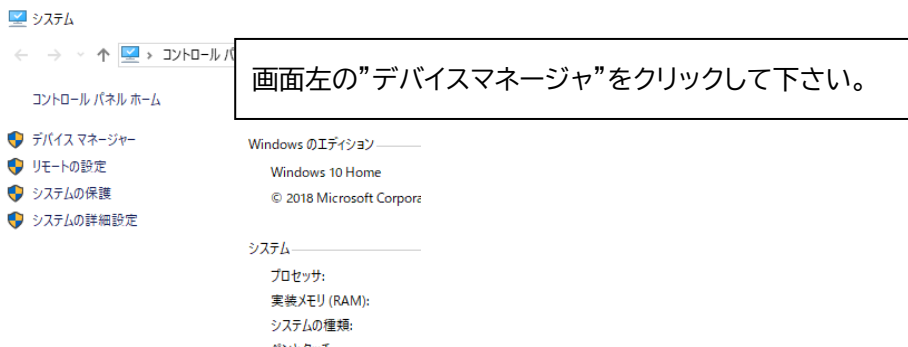 システム
コントロール パ
画面左の”デバイスマネージャ”をクリックして下さい。
コントロール パネル ホーム
デバイス マネージャー
リモートの設定
システムの保護
システムの詳細設定
Windows のエディション
Windows 10 Home
© 2018 Microsoft Corpora
システム
プロセッサ:
実装メモリ (RAM):
システムの種類: